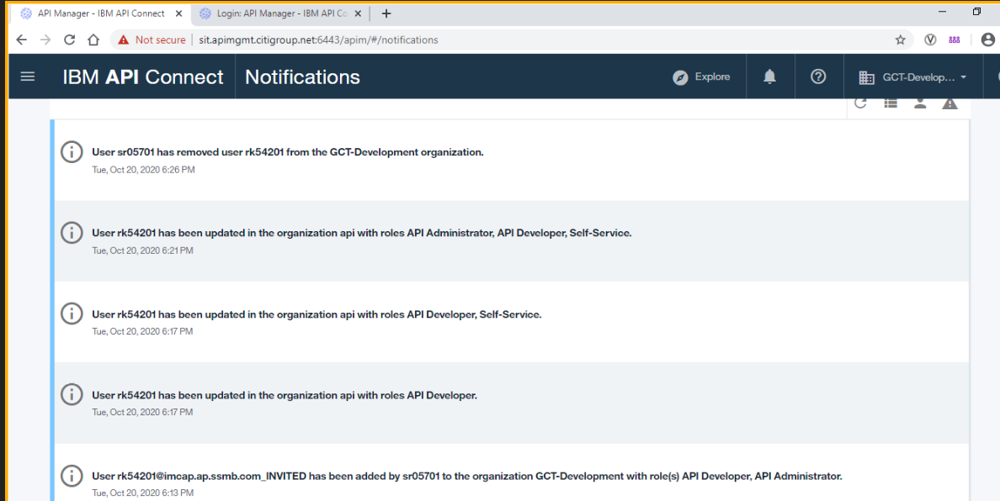 API Manager - IBM API Connect
Login: API Manager - IBM API Co
Not secure sit.apimgmt.citigroup.net:6443/apim/#/notifications
IBM API Connect Notifications Explore GCT-Develop...
User sr05701 has removed user rk54201 from the GCT-Development organization.
Tue, Oct 20, 2020 6:26 PM
User rk54201 has been updated in the organization api with roles API Administrator, API Developer, Self-Service.
Tue, Oct 20, 2020 6:21 PM
User rk54201 has been updated in the organization api with roles API Developer, Self-Service.
Tue, Oct 20, 2020 6:17 PM
User rk54201 has been updated in the organization api with roles API Developer.
Tue, Oct 20, 2020 6:17 PM
User rk54201@imcap.ap.ssmb.com_INVITED has been added by sr05701 to the organization GCT-Development with role(s) API Developer, API Administrator.
Tue, Oct 20, 2020 6:13 PM